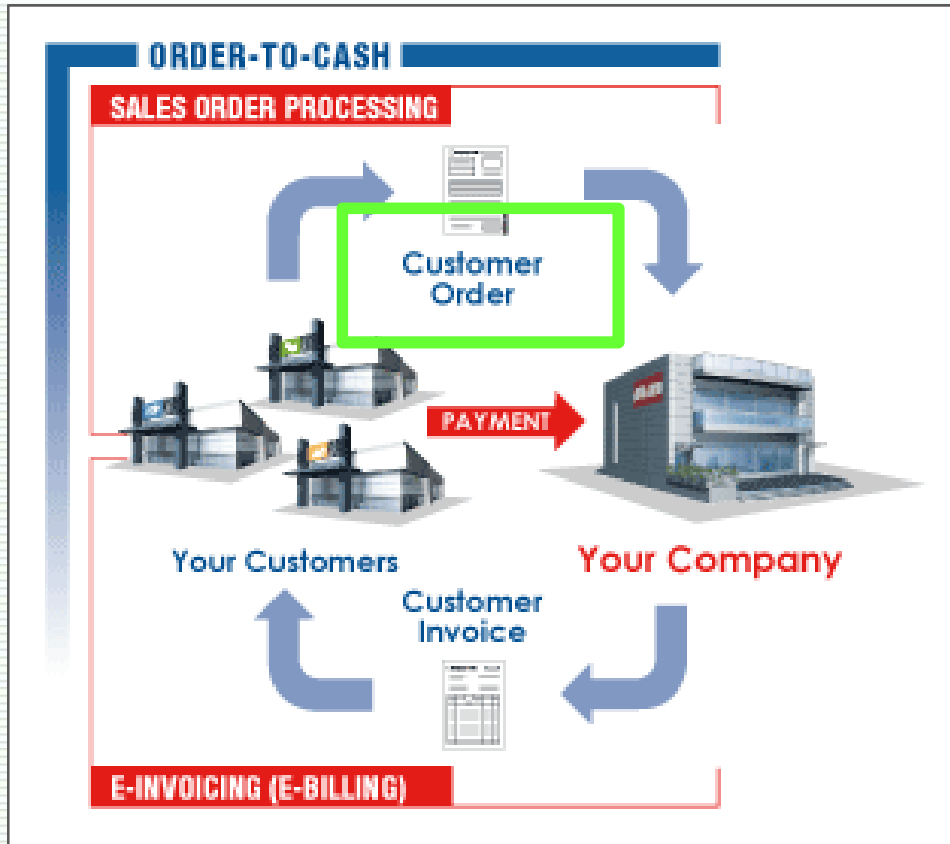 ORDER-TO-CASH
SALES ORDER PROCESSING
Customer
Order
PAYMENT
Your Customers
Your Company
Customer
Invoice
E-INVOICING (E-BILLING)